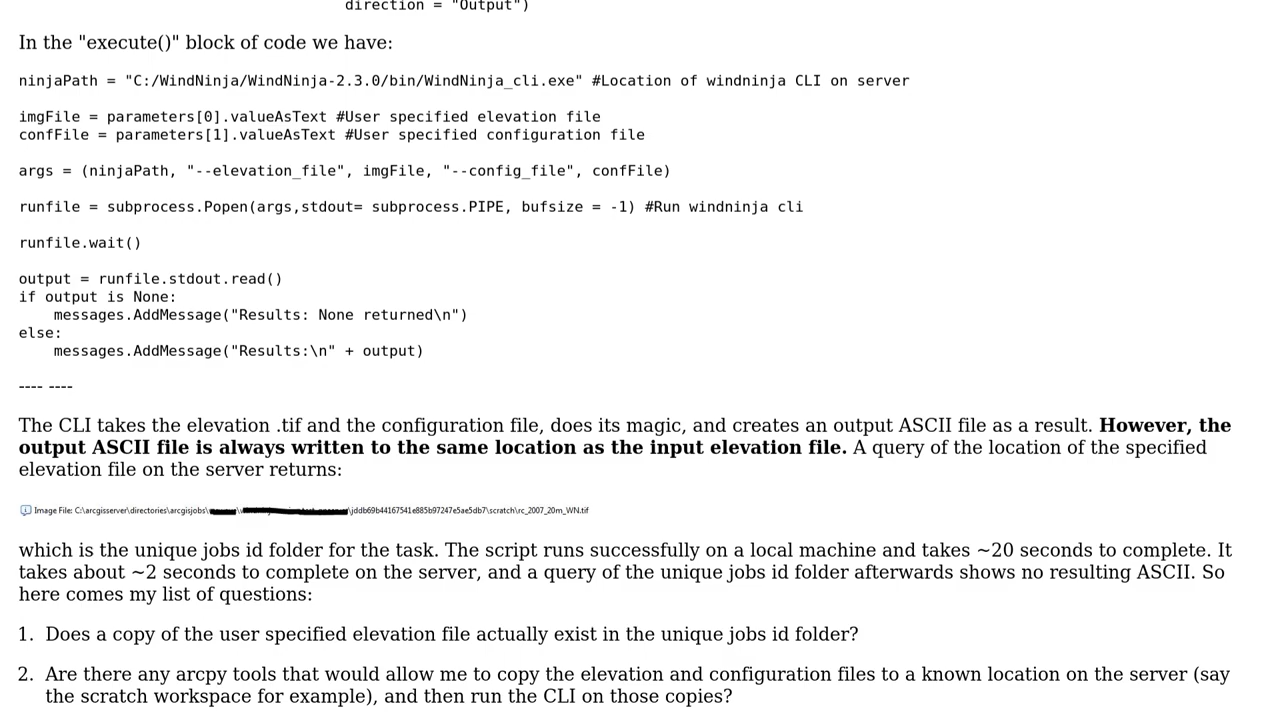 direction = "Output")
In the "execute()" block of code we have:
ninjaPath = "C:/WindNinja/WindNinja-2.3.0/bin/WindNinja_cli.exe" #Location of windninja CLI on server
imgFile = parameters[0].valueAsText #User specified elevation file
confFile = parameters[1].valueAsText #User specified configuration file
args = (ninjaPath, "--elevation_file", imgFile, "--config_file", confFile)
runfile = subprocess.Popen(args,stdout= subprocess.PIPE, bufsize = -1) #Run windninja cli
runfile.wait()
output = runfile.stdout.read()
if output is None:
    messages.AddMessage("Results: None returned\n")
else:
    messages.AddMessage("Results:\n" + output)
---- ----
The CLI takes the elevation .tif and the configuration file, does its magic, and creates an output ASCII file as a result. However, the
output ASCII file is always written to the same location as the input elevation file. A query of the location of the specified
elevation file on the server returns:
Image File: C:\arcgisserver\directories\arcgisjobs\ \jddb69b44167541e885b97247e5ae5db7\scratch\rc_2007_20m_WN.tif
which is the unique jobs id folder for the task. The script runs successfully on a local machine and takes ~20 seconds to complete. It
takes about ~2 seconds to complete on the server, and a query of the unique jobs id folder afterwards shows no resulting ASCII. So
here comes my list of questions:
1. Does a copy of the user specified elevation file actually exist in the unique jobs id folder?
2. Are there any arcpy tools that would allow me to copy the elevation and configuration files to a known location on the server (say
the scratch workspace for example), and then run the CLI on those copies?